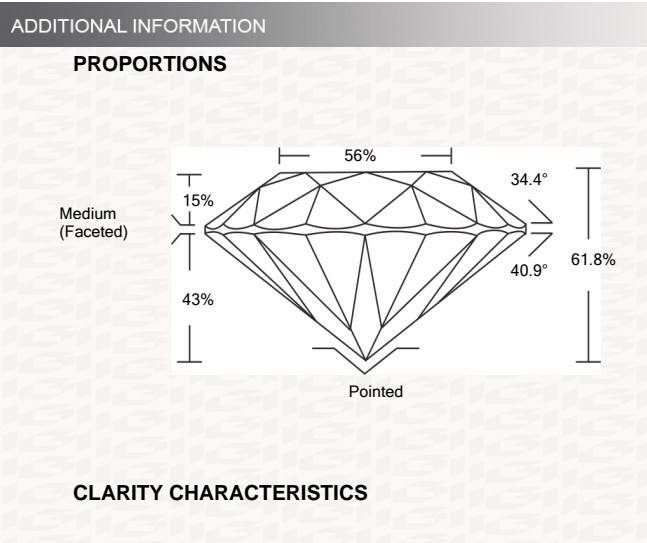 ADDITIONAL INFORMATION
PROPORTIONS
56%
15%
34.4°
Medium
(Faceted)
40.9°
61.8%
43%
Pointed
CLARITY CHARACTERISTICS